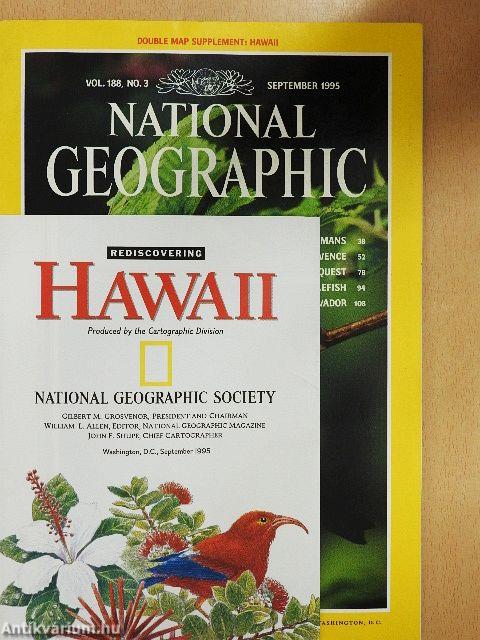 DOUBLE MAP SUPPLEMENT: HAWAII
VOL. 188, NO. 3
SEPTEMBER 1995
NATIONAL
GEOGRAPHIC
MANS 38
VENCE 52
QUEST 78
LEFISH 94
VADOR 108
REDISCOVERING
HAWAII
Produced by the Cartographic Division
NATIONAL GEOGRAPHIC SOCIETY
GILBERT M. GROSVENOR, PRESIDENT AND CHAIRMAN
WILLIAM L. ALLEN, EDITOR, NATIONAL GEOGRAPHIC MAGAZINE
JOHN F. SHUPE, CHIEF CARTOGRAPHER
Washington, D.C., September 1995
ASHINGTON, D.C.
Antikvárium.hu